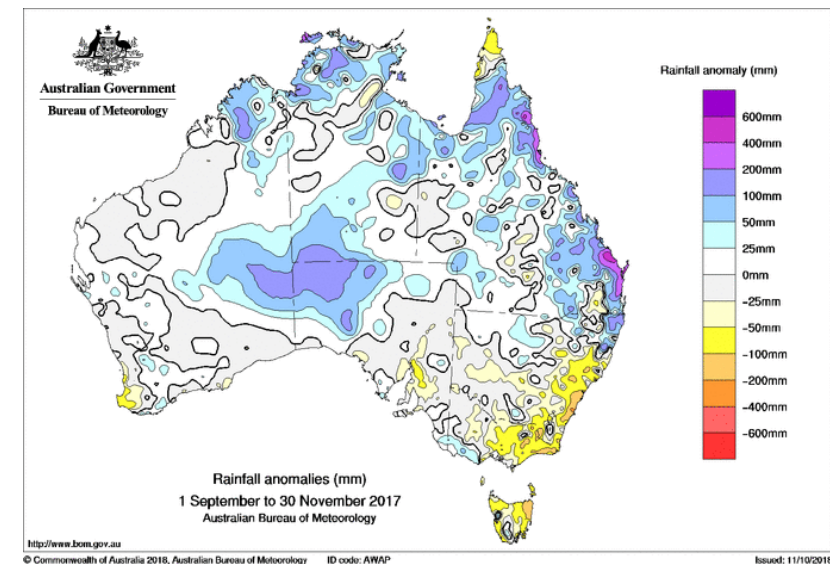 Australian Government
Bureau of Meteorology
Rainfall anomaly (mm)
600mm
400mm
200mm
100mm
50mm
25mm
0mm
-25mm
-50mm
-100mm
-200mm
-400mm
-600mm
Rainfall anomalies (mm)
1 September to 30 November 2017
Australian Bureau of Meteorology
http://www.bom.gov.au
© Commonwealth of Australia 2018, Australian Bureau of Meteorology ID code: AWAP Issued: 11/10/2018